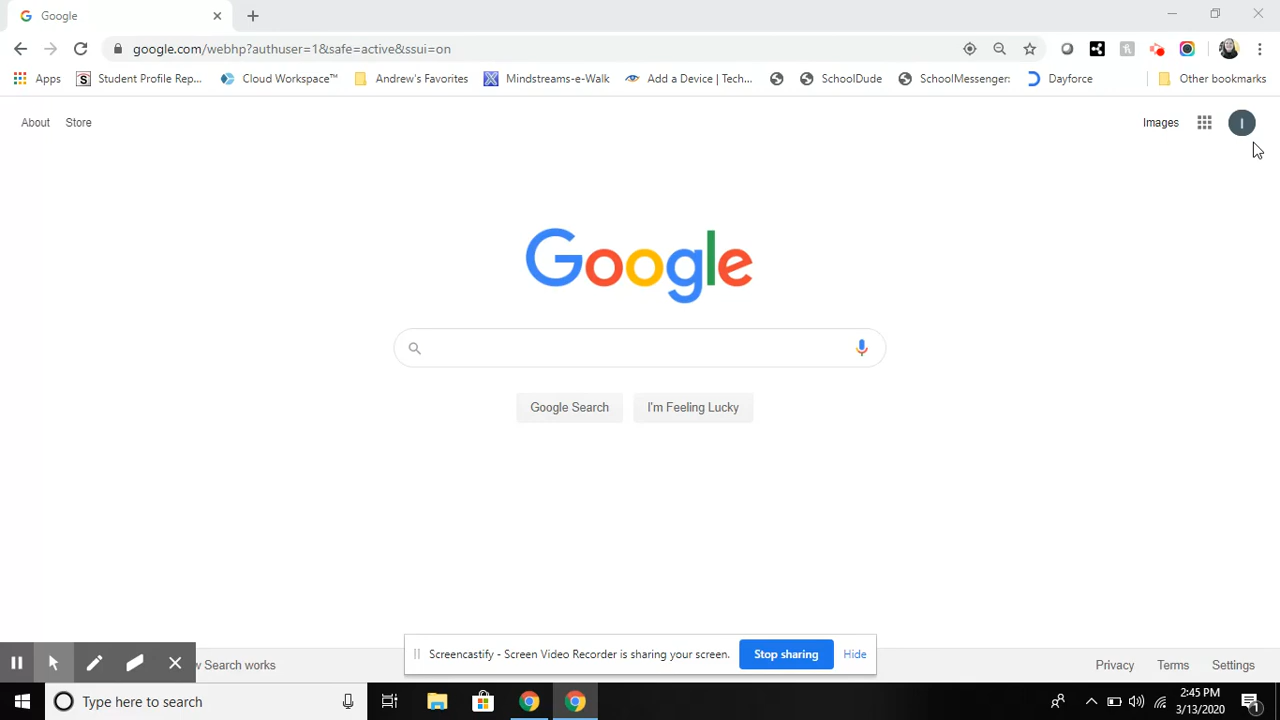 Google
google.com/webhp?authuser=1&safe=active&ssui=on
Apps Student Profile Rep... Cloud Workspace™ Andrew's Favorites Mindstreams-e-Walk Add a Device | Tech... SchoolDude SchoolMessenger: Dayforce Other bookmarks
About Store Images I
Google
Google Search I'm Feeling Lucky
Screencastify - Screen Video Recorder is sharing your screen. Stop sharing Hide
w Search works Privacy Terms Settings
Type here to search 2:45 PM
3/13/2020 1